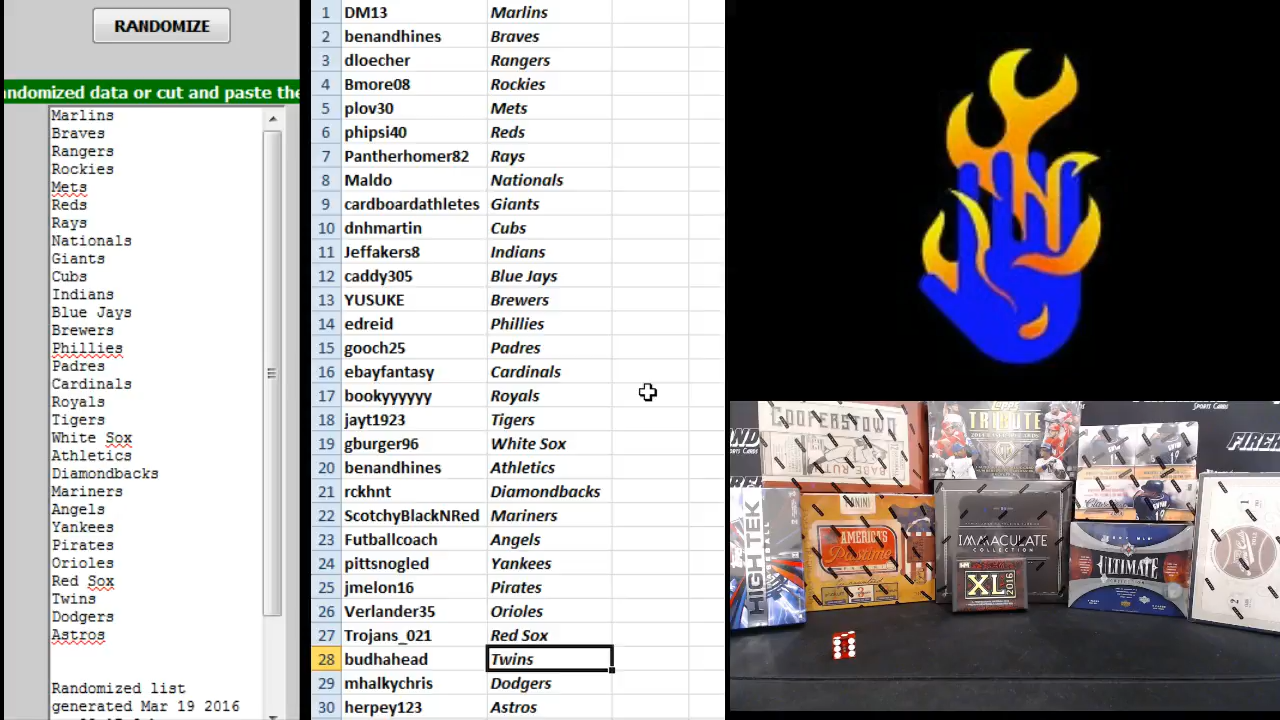 RANDOMIZE
ndomized data or cut and paste the
Marlins
Braves
Rangers
Rockies
Mets
Reds
Rays
Nationals
Giants
Cubs
Indians
Blue Jays
Brewers
Phillies
Padres
Cardinals
Royals
Tigers
White Sox
Athletics
Diamondbacks
Mariners
Angels
Yankees
Pirates
Orioles
Red Sox
Twins
Dodgers
Astros
Randomized list
generated Mar 19 2016
1 DM13 Marlins
2 benandhines Braves
3 dloecher Rangers
4 Bmore08 Rockies
5 plov30 Mets
6 phipsi40 Reds
7 Pantherhomer82 Rays
8 Maldo Nationals
9 cardboardathletes Giants
10 dnhmartin Cubs
11 Jeffakers8 Indians
12 caddy305 Blue Jays
13 YUSUKE Brewers
14 edreid Phillies
15 gooch25 Padres
16 ebayfantasy Cardinals
17 bookyyyyyy Royals
18 jayt1923 Tigers
19 gburger96 White Sox
20 benandhines Athletics
21 rckhnt Diamondbacks
22 ScotchyBlackNRed Mariners
23 Futballcoach Angels
24 pittsnogled Yankees
25 jmelon16 Pirates
26 Verlander35 Orioles
27 Trojans_021 Red Sox
28 budhahead Twins
29 mhalkychris Dodgers
30 herpey123 Astros
COOPERSTOWN
BABE RUTH
TRIBUTE
FIRE
HIGH TEK
PANINI
AMERICA'S
Pastime
IMMACULATE
COLLECTION
XL
2016
ULTIMATE
COLLECTION